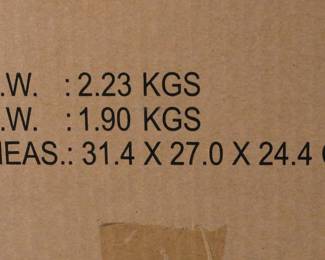 .W. : 2.23 KGS
.W. : 1.90 KGS
EAS.: 31.4 X 27.0 X 24.4